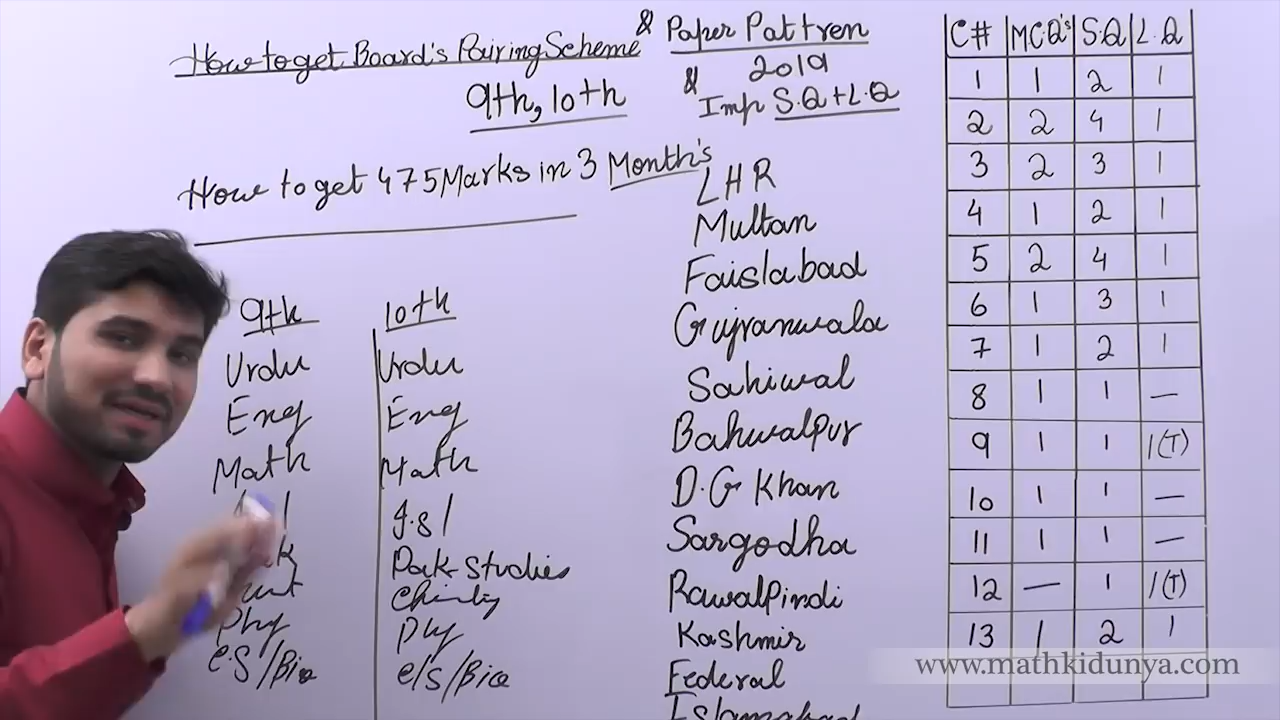 How to get Board's Pairing Scheme & Paper Pattren
& 2019
9th, 10th
Imp S.Q + L.Q
How to get 475 Marks in 3 Month's
9th
Urdu
Eng
Math
Phy
C.S/Bio
10th
Urdu
Eng
Math
Pak-Studies
Phy
C/S/Bio
LHR
Multan
Faislabad
Gujranwala
Sahiwal
Bahwalpur
D.G Khan
Sargodha
RawalPindi
Kashmir
Federal
Islamabad
C# MCQ's S.Q L.Q
1 1 2 1
2 2 4 1
3 2 3 1
4 1 2 1
5 2 4 1
6 1 3 1
7 1 2 1
8 1 1 —
9 1 1 1(T)
10 1 1 —
11 1 1 —
12 — 1 1(T)
13 1 2 1
www.mathkidunya.com